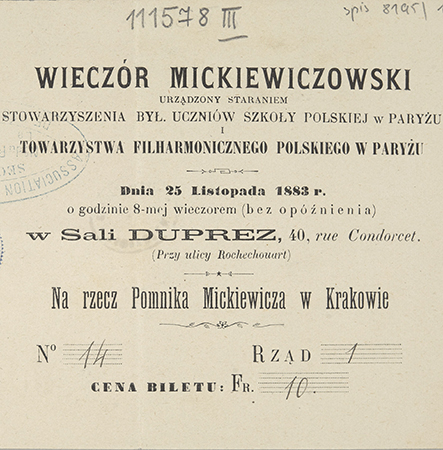 111578 III
spis 8195/1
WIECZÓR MICKIEWICZOWSKI
URZĄDZONY STARANIEM
STOWARZYSZENIA BYŁ. UCZNIÓW SZKOŁY POLSKIEJ w PARYŻU
I
TOWARZYSTWA FILHARMONICZNEGO POLSKIEGO W PARYŻU
ASSOCIATION
Dnia 25 Listopada 1883 r.
o godzinie 8-mej wieczorem (bez opóźnienia)
w Sali DUPREZ, 40, rue Condorcet.
(Przy ulicy Rochechouart)
Na rzecz Pomnika Mickiewicza w Krakowie
No 14 RZĄD 1
CENA BILETU: FR. 10.